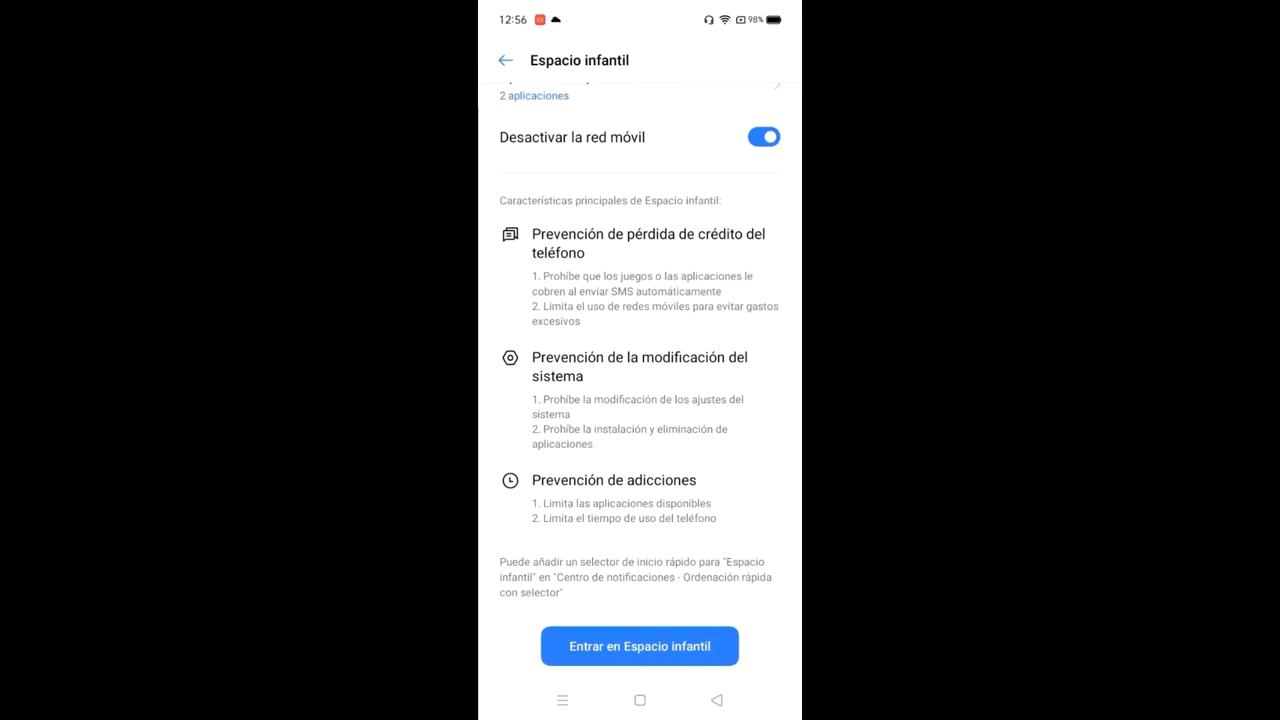 12:56
98%
Espacio infantil
2 aplicaciones
Desactivar la red móvil
Características principales de Espacio infantil:
Prevención de pérdida de crédito del
teléfono
1. Prohíbe que los juegos o las aplicaciones le
cobren al enviar SMS automáticamente
2. Limita el uso de redes móviles para evitar gastos
excesivos
Prevención de la modificación del
sistema
1. Prohíbe la modificación de los ajustes del
sistema
2. Prohíbe la instalación y eliminación de
aplicaciones
Prevención de adicciones
1. Limita las aplicaciones disponibles
2. Limita el tiempo de uso del teléfono
Puede añadir un selector de inicio rápido para "Espacio
infantil" en "Centro de notificaciones - Ordenación rápida
con selector"
Entrar en Espacio infantil